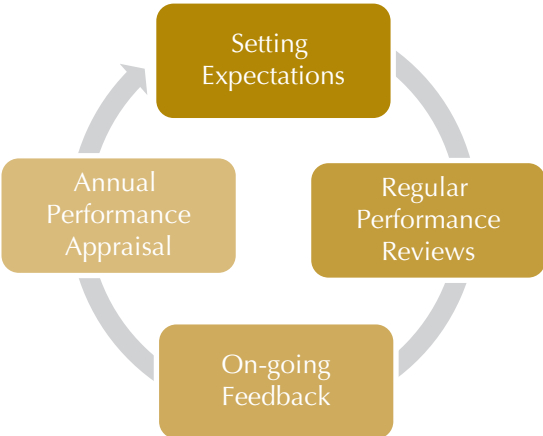 Setting
Expectations
Regular
Performance
Reviews
On-going
Feedback
Annual
Performance
Appraisal